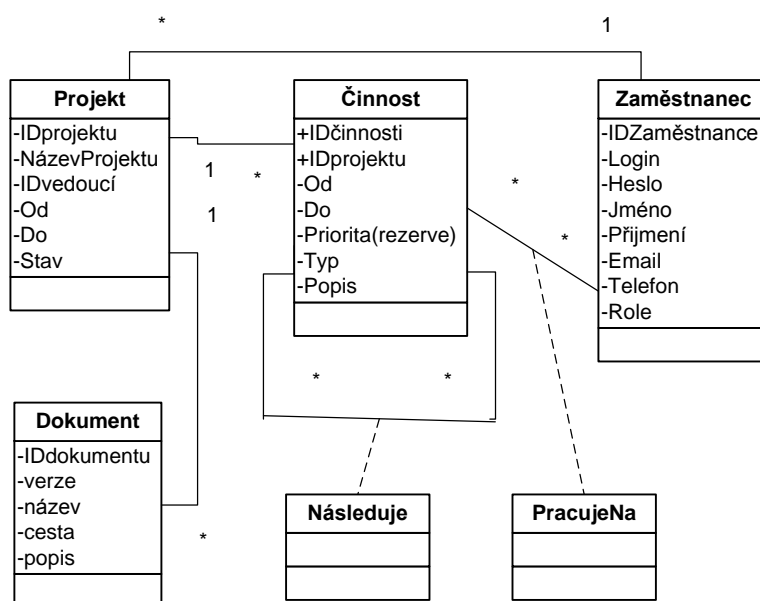 * 1
Projekt
-IDprojektu
-NázevProjektu
-IDvedoucí
-Od
-Do
-Stav
Činnost
+IDčinnosti
+IDprojektu
-Od
-Do
-Priorita(rezerve)
-Typ
-Popis
Zaměstnanec
-IDZaměstnance
-Login
-Heslo
-Jméno
-Přijmení
-Email
-Telefon
-Role
1 *
1
*
*
* *
Dokument
-IDdokumentu
-verze
-název
-cesta
-popis
*
Následuje
PracujeNa